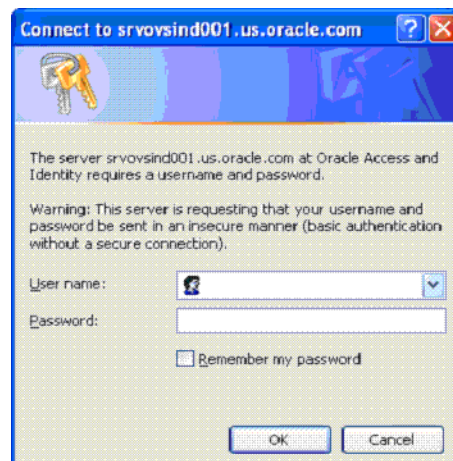 Connect to srvovsind001.us.oracle.com
The server srvovsind001.us.oracle.com at Oracle Access and
Identity requires a username and password.
Warning: This server is requesting that your username and
password be sent in an insecure manner (basic authentication
without a secure connection).
User name:
Password:
Remember my password
OK Cancel